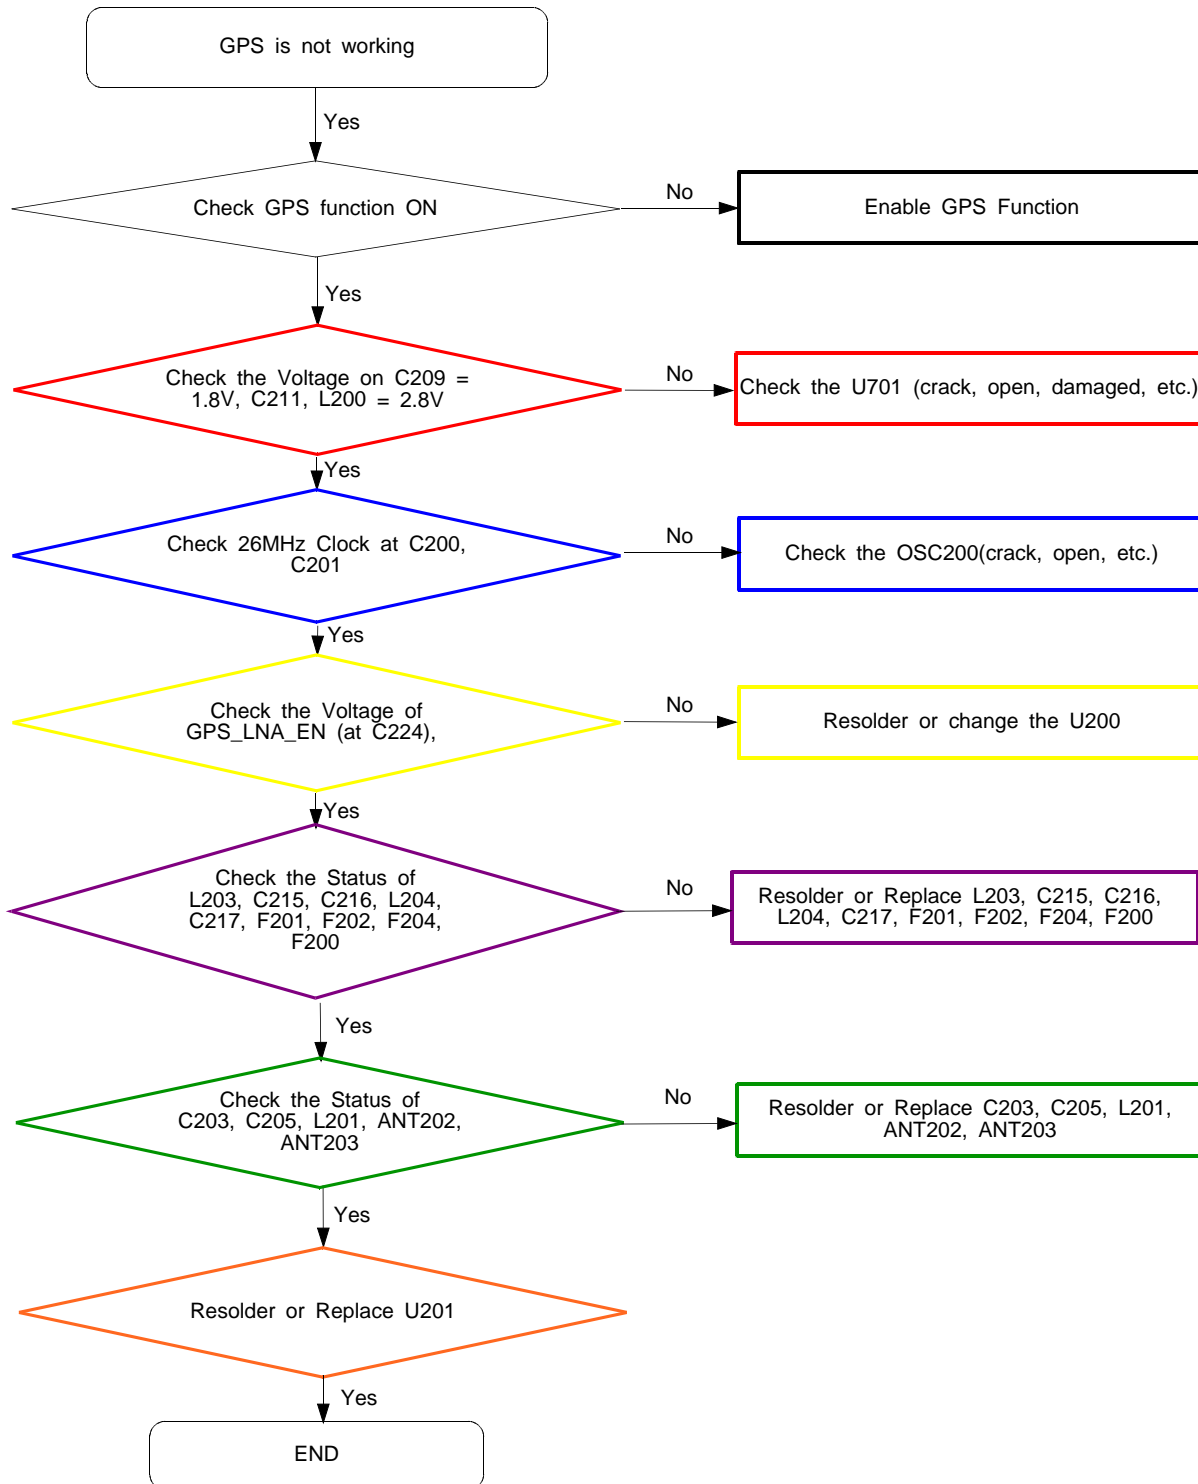 GPS is not working
Yes
Check GPS function ON
No
Enable GPS Function
Yes
Check the Voltage on C209 =
1.8V, C211, L200 = 2.8V
No
Check the U701 (crack, open, damaged, etc.)
Yes
Check 26MHz Clock at C200,
C201
No
Check the OSC200(crack, open, etc.)
Yes
Check the Voltage of
GPS_LNA_EN (at C224),
No
Resolder or change the U200
Yes
Check the Status of
L203, C215, C216, L204,
C217, F201, F202, F204,
F200
No
Resolder or Replace L203, C215, C216,
L204, C217, F201, F202, F204, F200
Yes
Check the Status of
C203, C205, L201, ANT202,
ANT203
No
Resolder or Replace C203, C205, L201,
ANT202, ANT203
Yes
Resolder or Replace U201
Yes
END